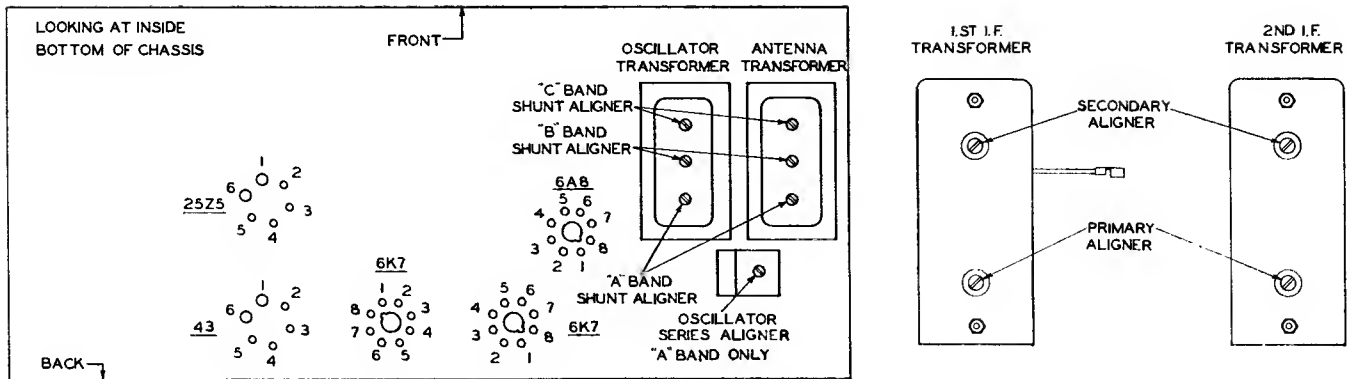 LOOKING AT INSIDE
BOTTOM OF CHASSIS
FRONT
OSCILLATOR
TRANSFORMER
ANTENNA
TRANSFORMER
"C" BAND
SHUNT ALIGNER
"B" BAND
SHUNT ALIGNER
25Z5
1
2
3
4
5
6
6A8
5
6
4
7
3
8
2
1
"A" BAND
SHUNT ALIGNER
OSCILLATOR
SERIES ALIGNER
"A" BAND ONLY
43
1
2
3
4
5
6
6K7
1
2
8
3
7
4
6
5
5
6
4
7
3
8
2
1
6K7
BACK
1.ST I.F.
TRANSFORMER
2ND I.F.
TRANSFORMER
SECONDARY
ALIGNER
PRIMARY
ALIGNER